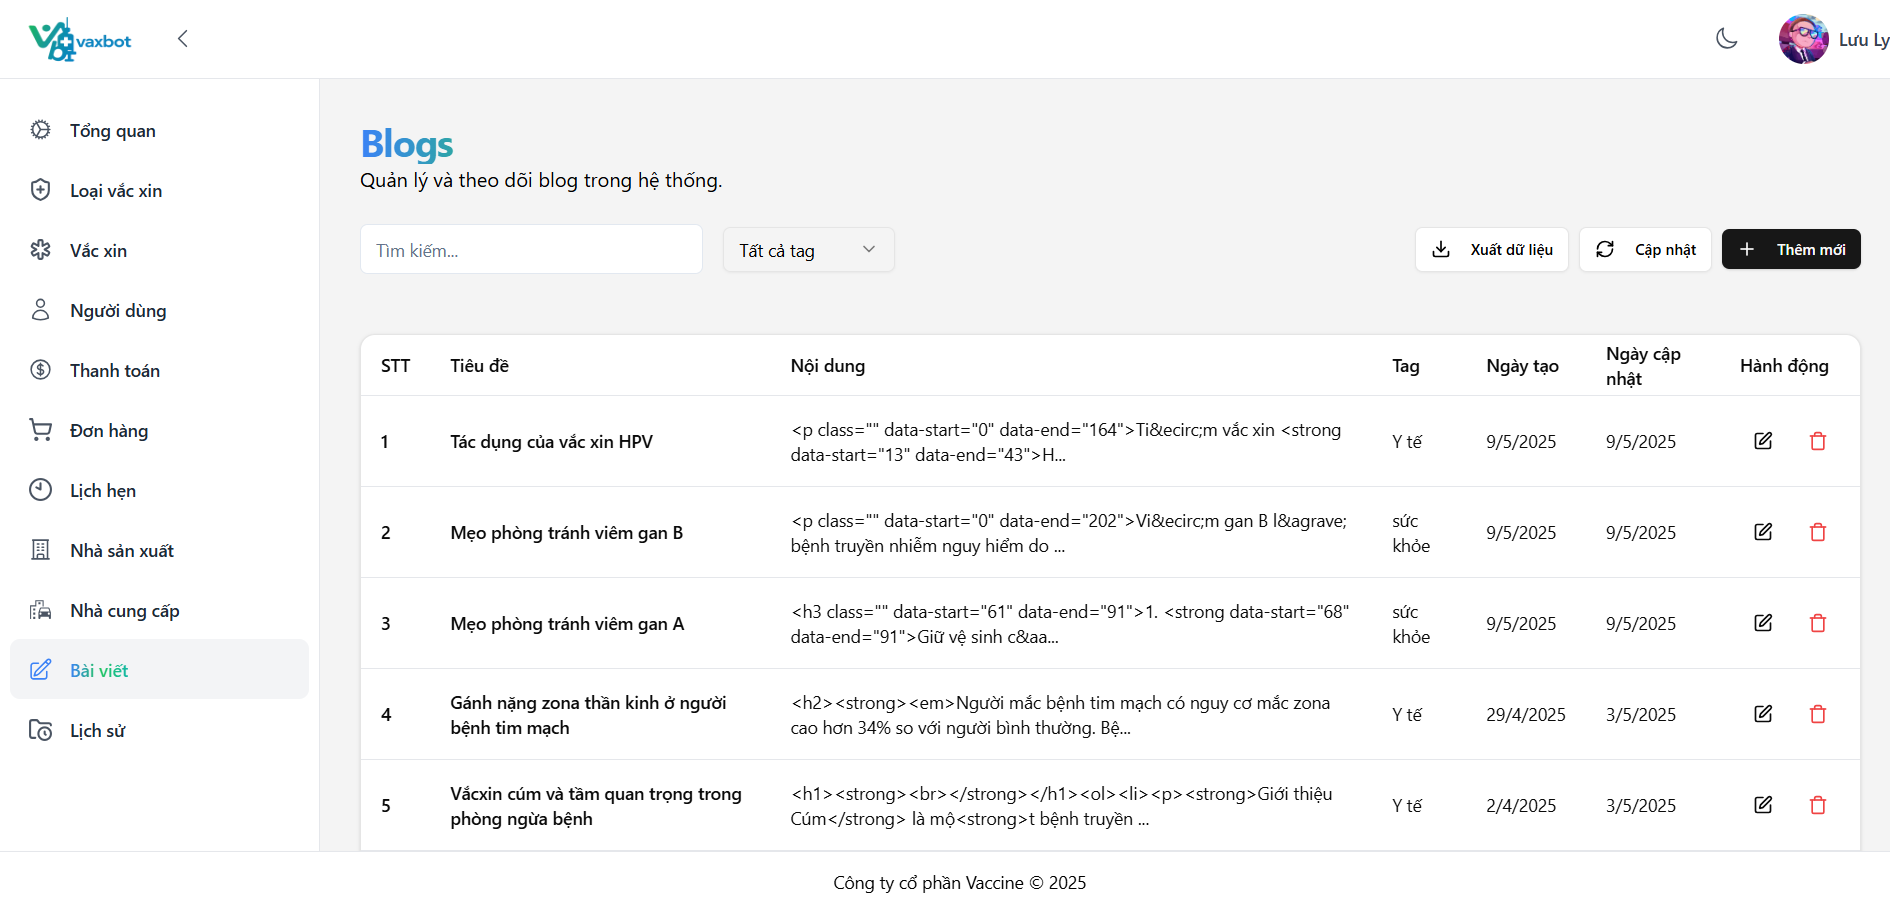 vaxbot
Lưu Ly
Tổng quan
Loại vắc xin
Vắc xin
Người dùng
Thanh toán
Đơn hàng
Lịch hẹn
Nhà sản xuất
Nhà cung cấp
Bài viết
Lịch sử
Blogs
Quản lý và theo dõi blog trong hệ thống.
Tìm kiếm...
Tất cả tag
Xuất dữ liệu
Cập nhật
Thêm mới
STT Tiêu đề Nội dung Tag Ngày tạo Ngày cập nhật Hành động
1 Tác dụng của vắc xin HPV <p class="" data-start="0" data-end="164">Ti&ecirc;m vắc xin <strong
data-start="13" data-end="43">H... Y tế 9/5/2025 9/5/2025
2 Mẹo phòng tránh viêm gan B <p class="" data-start="0" data-end="202">Vi&ecirc;m gan B l&agrave;
bệnh truyền nhiễm nguy hiểm do ... sức khỏe 9/5/2025 9/5/2025
3 Mẹo phòng tránh viêm gan A <h3 class="" data-start="61" data-end="91">1. <strong data-start="68"
data-end="91">Giữ vệ sinh c&aa... sức khỏe 9/5/2025 9/5/2025
4 Gánh nặng zona thần kinh ở người
bệnh tim mạch <h2><strong><em>Người mắc bệnh tim mạch có nguy cơ mắc zona
cao hơn 34% so với người bình thường. Bệ... Y tế 29/4/2025 3/5/2025
5 Vắcxin cúm và tầm quan trọng trong
phòng ngừa bệnh <h1><strong><br></strong></h1><ol><li><p><strong>Giới thiệu
Cúm</strong> là mộ<strong>t bệnh truyền ... Y tế 2/4/2025 3/5/2025
Công ty cổ phần Vaccine © 2025